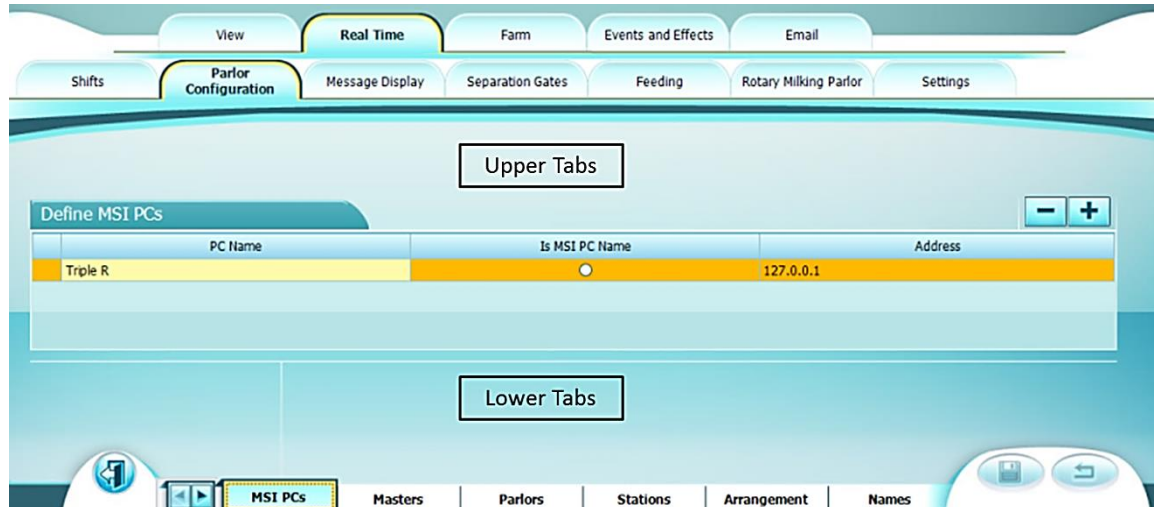 View Real Time Farm Events and Effects Email
Shifts Parlor Configuration Message Display Separation Gates Feeding Rotary Milking Parlor Settings
Upper Tabs
Define MSI PCs
PC Name Is MSI PC Name Address
Triple R 127.0.0.1
Lower Tabs
MSI PCs Masters Parlors Stations Arrangement Names